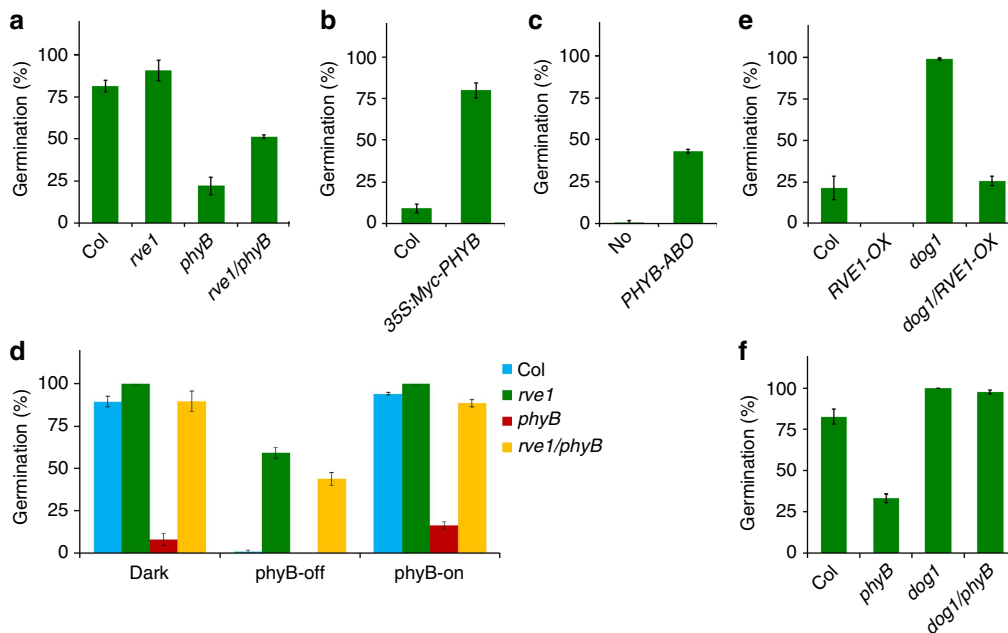 a
Germination (%)
100
75
50
25
0
Col
rve1
phyB
rve1/phyB
b
Germination (%)
100
75
50
25
0
Col
35S:Myc-PHYB
c
Germination (%)
100
75
50
25
0
No
PHYB-ABO
e
Germination (%)
100
75
50
25
0
Col
RVE1-OX
dog1
dog1/RVE1-OX
d
Germination (%)
100
75
50
25
0
Dark
phyB-off
phyB-on
Col
rve1
phyB
rve1/phyB
f
Germination (%)
100
75
50
25
0
Col
phyB
dog1
dog1/phyB